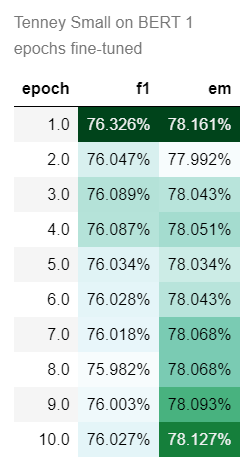 Tenney Small on BERT 1
epochs fine-tuned
epoch f1 em
1.0 76.326% 78.161%
2.0 76.047% 77.992%
3.0 76.089% 78.043%
4.0 76.087% 78.051%
5.0 76.034% 78.034%
6.0 76.028% 78.043%
7.0 76.018% 78.068%
8.0 75.982% 78.068%
9.0 76.003% 78.093%
10.0 76.027% 78.127%